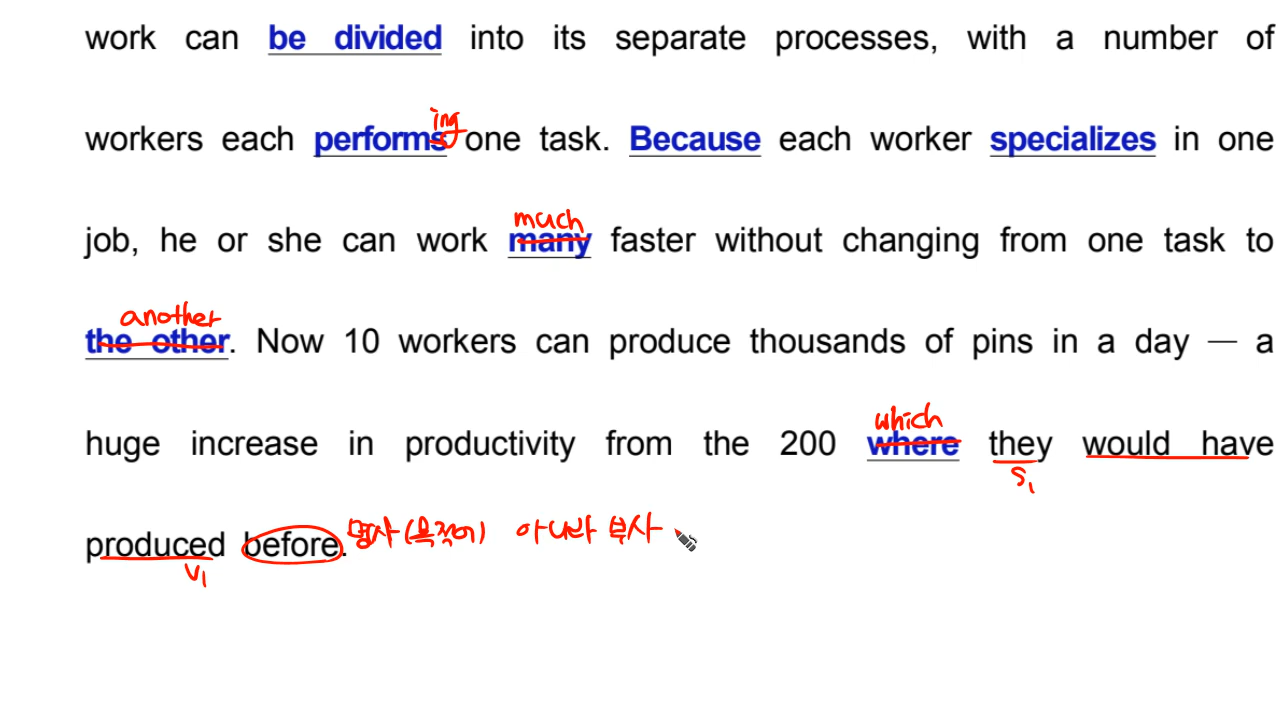 work can be divided into its separate processes, with a number of
ing
workers each performs one task. Because each worker specializes in one
much
job, he or she can work many faster without changing from one task to
another
the other. Now 10 workers can produce thousands of pins in a day — a
which
huge increase in productivity from the 200 where they would have
S₁
produced before. 명사(목적어) 아니라 부사
V₁